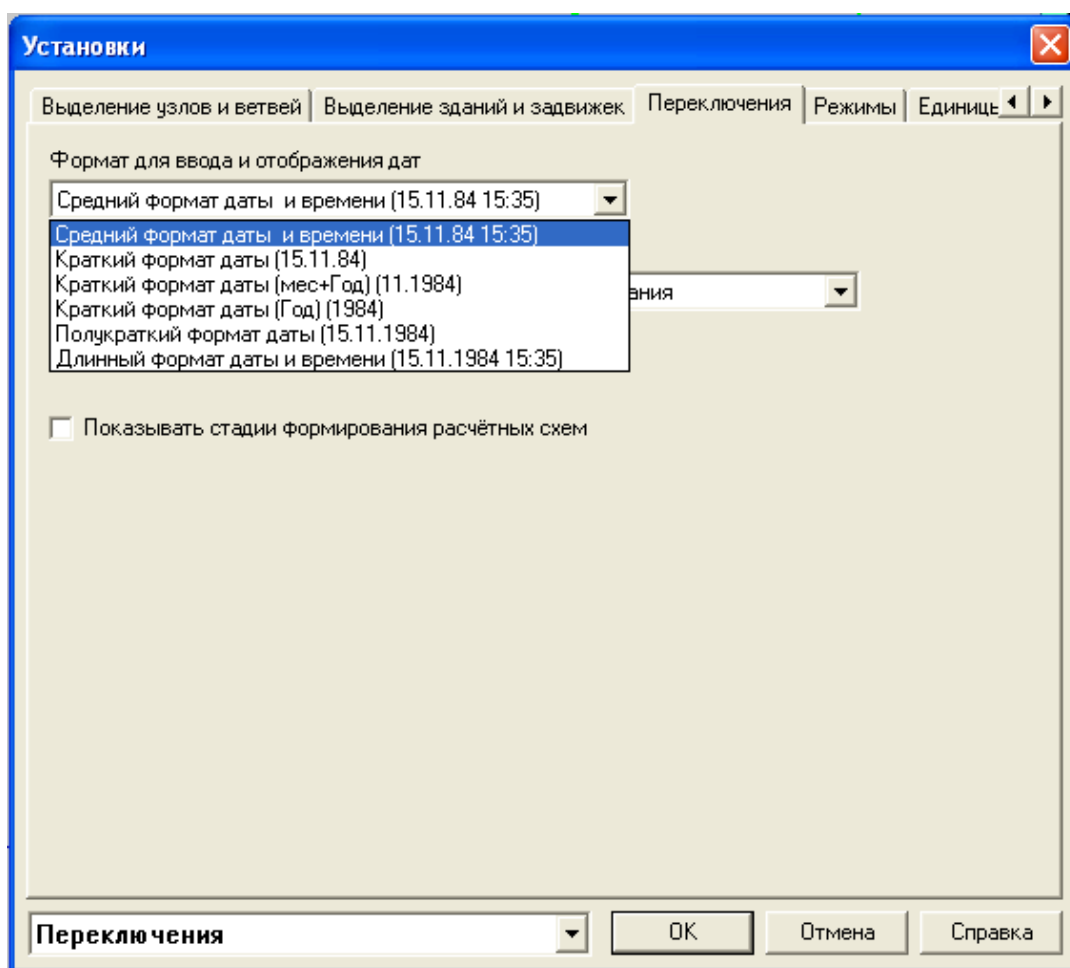 Установки
Выделение узлов и ветвей Выделение зданий и задвижек Переключения Режимы Единицы
Формат для ввода и отображения дат
Средний формат даты и времени (15.11.84 15:35)
Средний формат даты и времени (15.11.84 15:35)
Краткий формат даты (15.11.84)
Краткий формат даты (мес+Год) (11.1984)
ания
Краткий формат даты (Год) (1984)
Полукраткий формат даты (15.11.1984)
Длинный формат даты и времени (15.11.1984 15:35)
Показывать стадии формирования расчётных схем
Переключения OK Отмена Справка